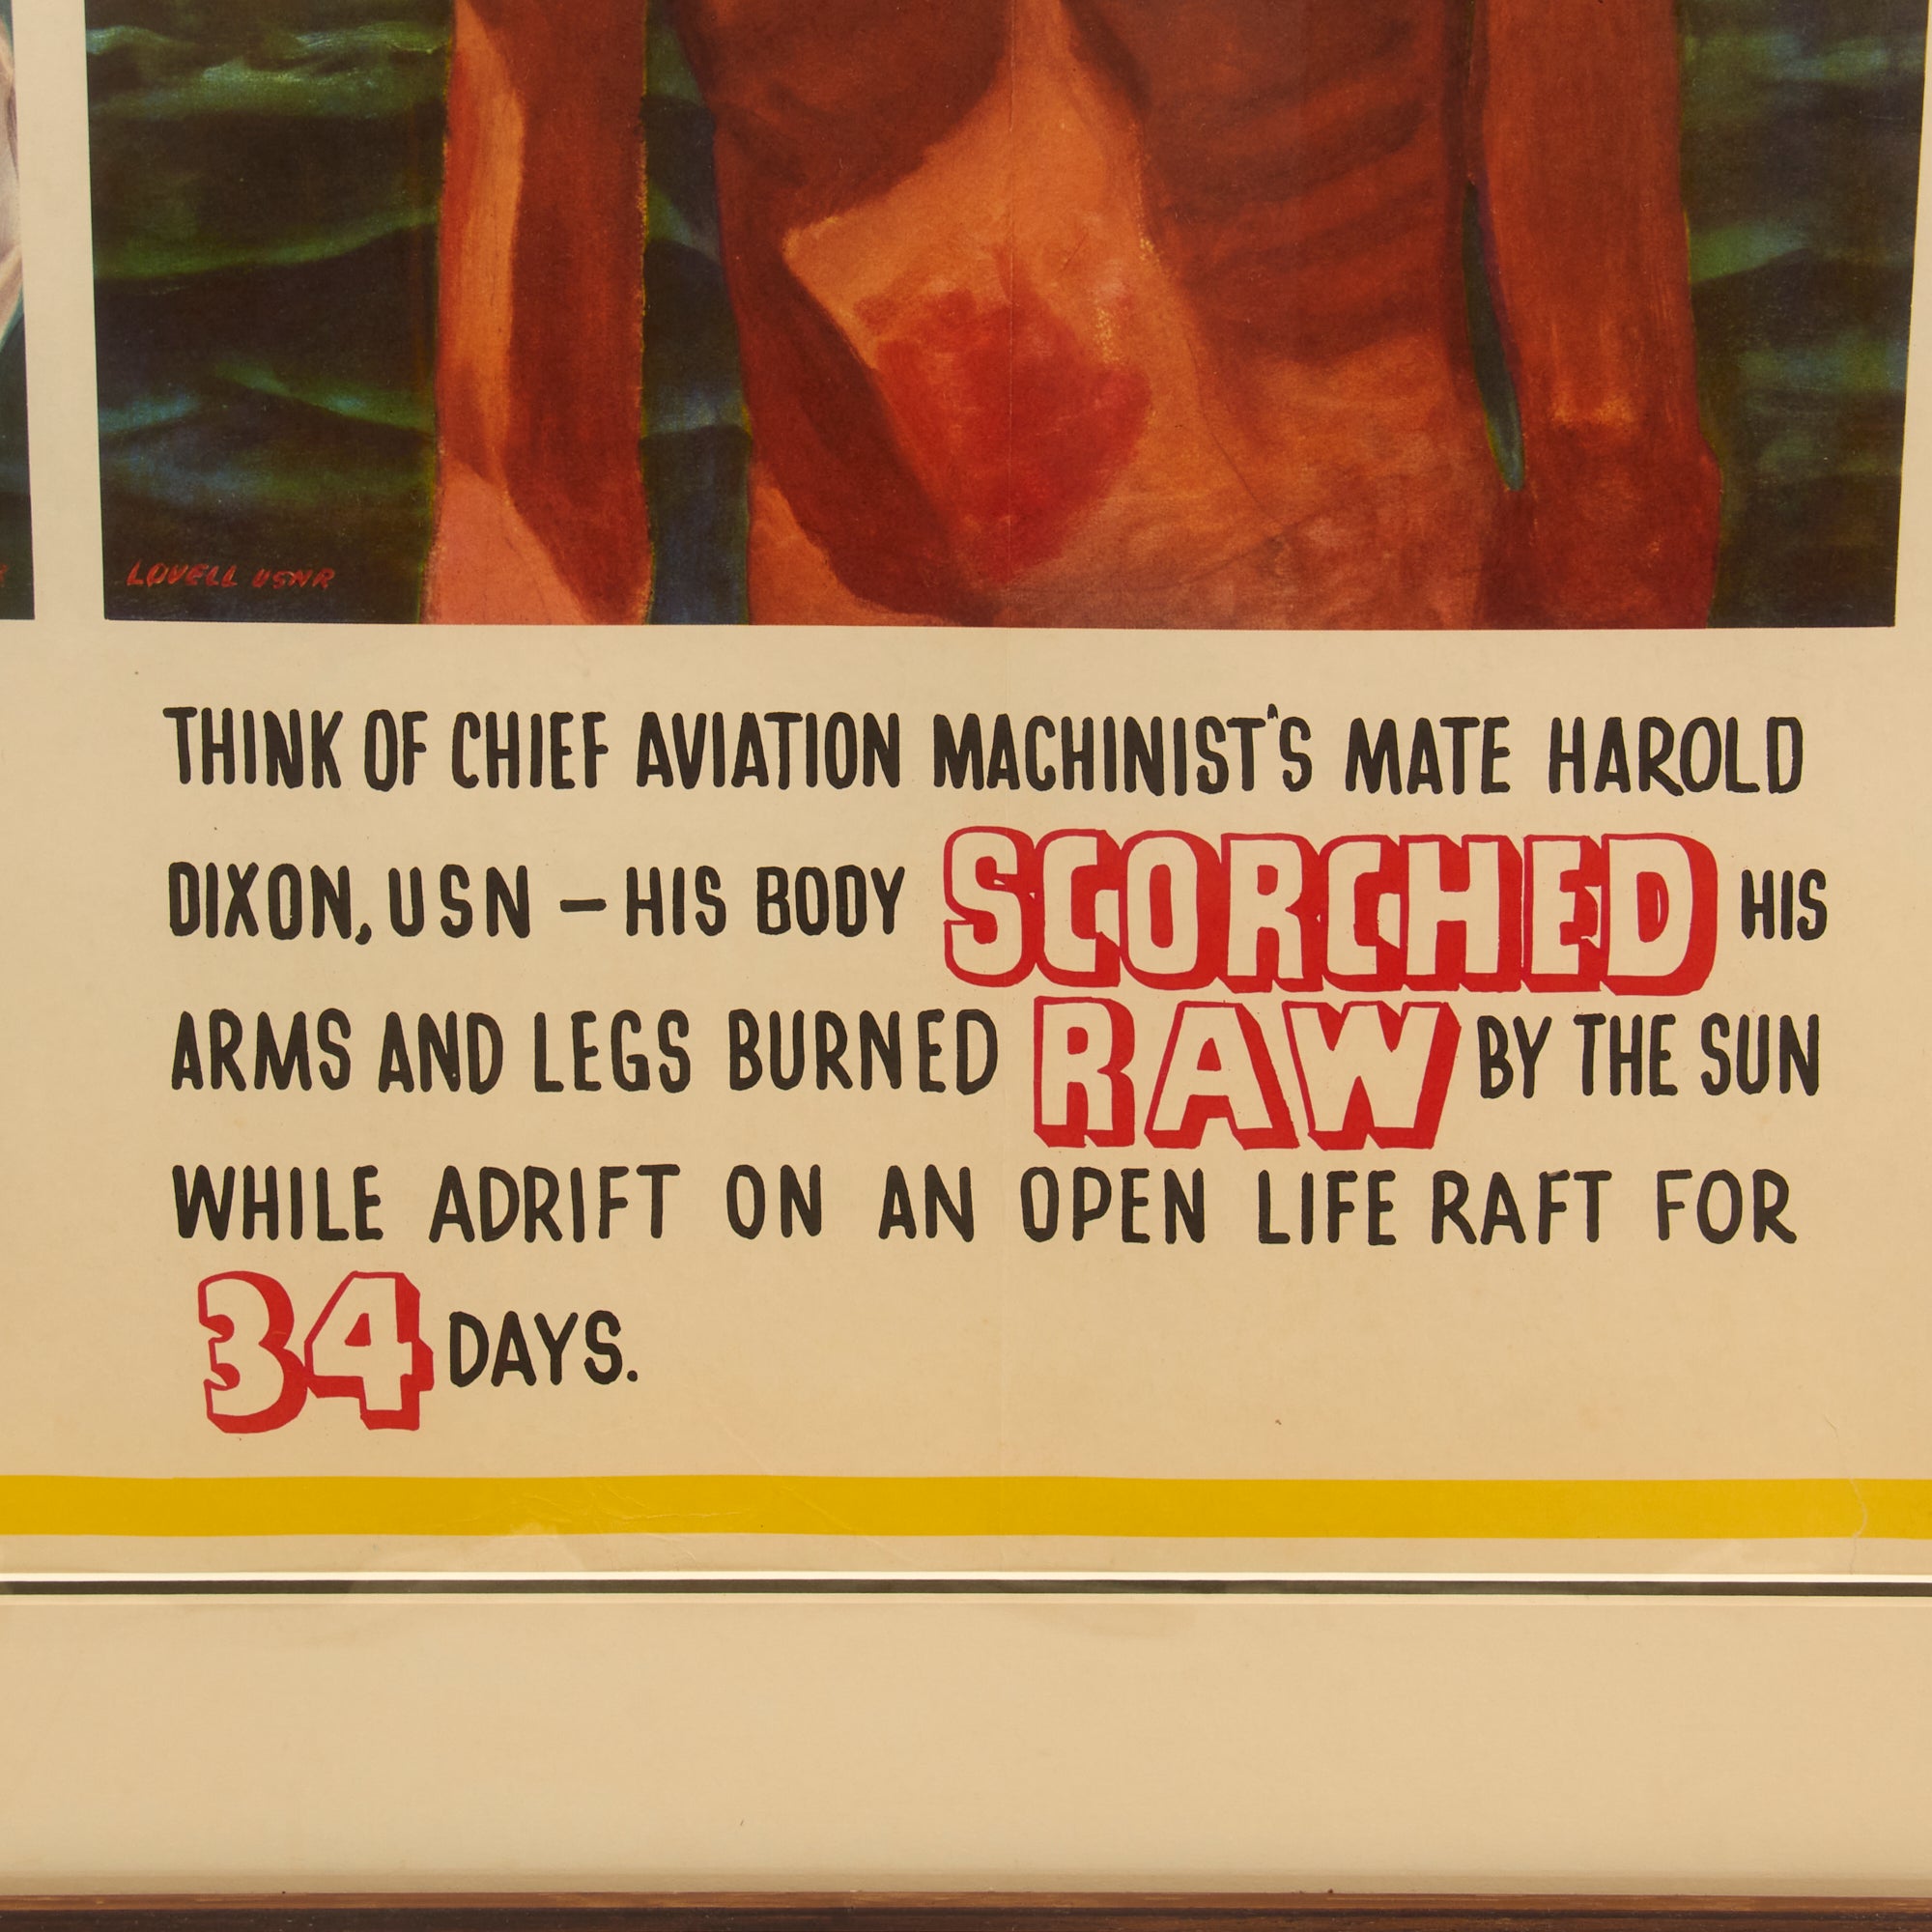 LOVELL USNR
THINK OF CHIEF AVIATION MACHINIST'S MATE HAROLD
DIXON, USN — HIS BODY SCORCHED HIS
ARMS AND LEGS BURNED RAW BY THE SUN
WHILE ADRIFT ON AN OPEN LIFE RAFT FOR
34 DAYS.